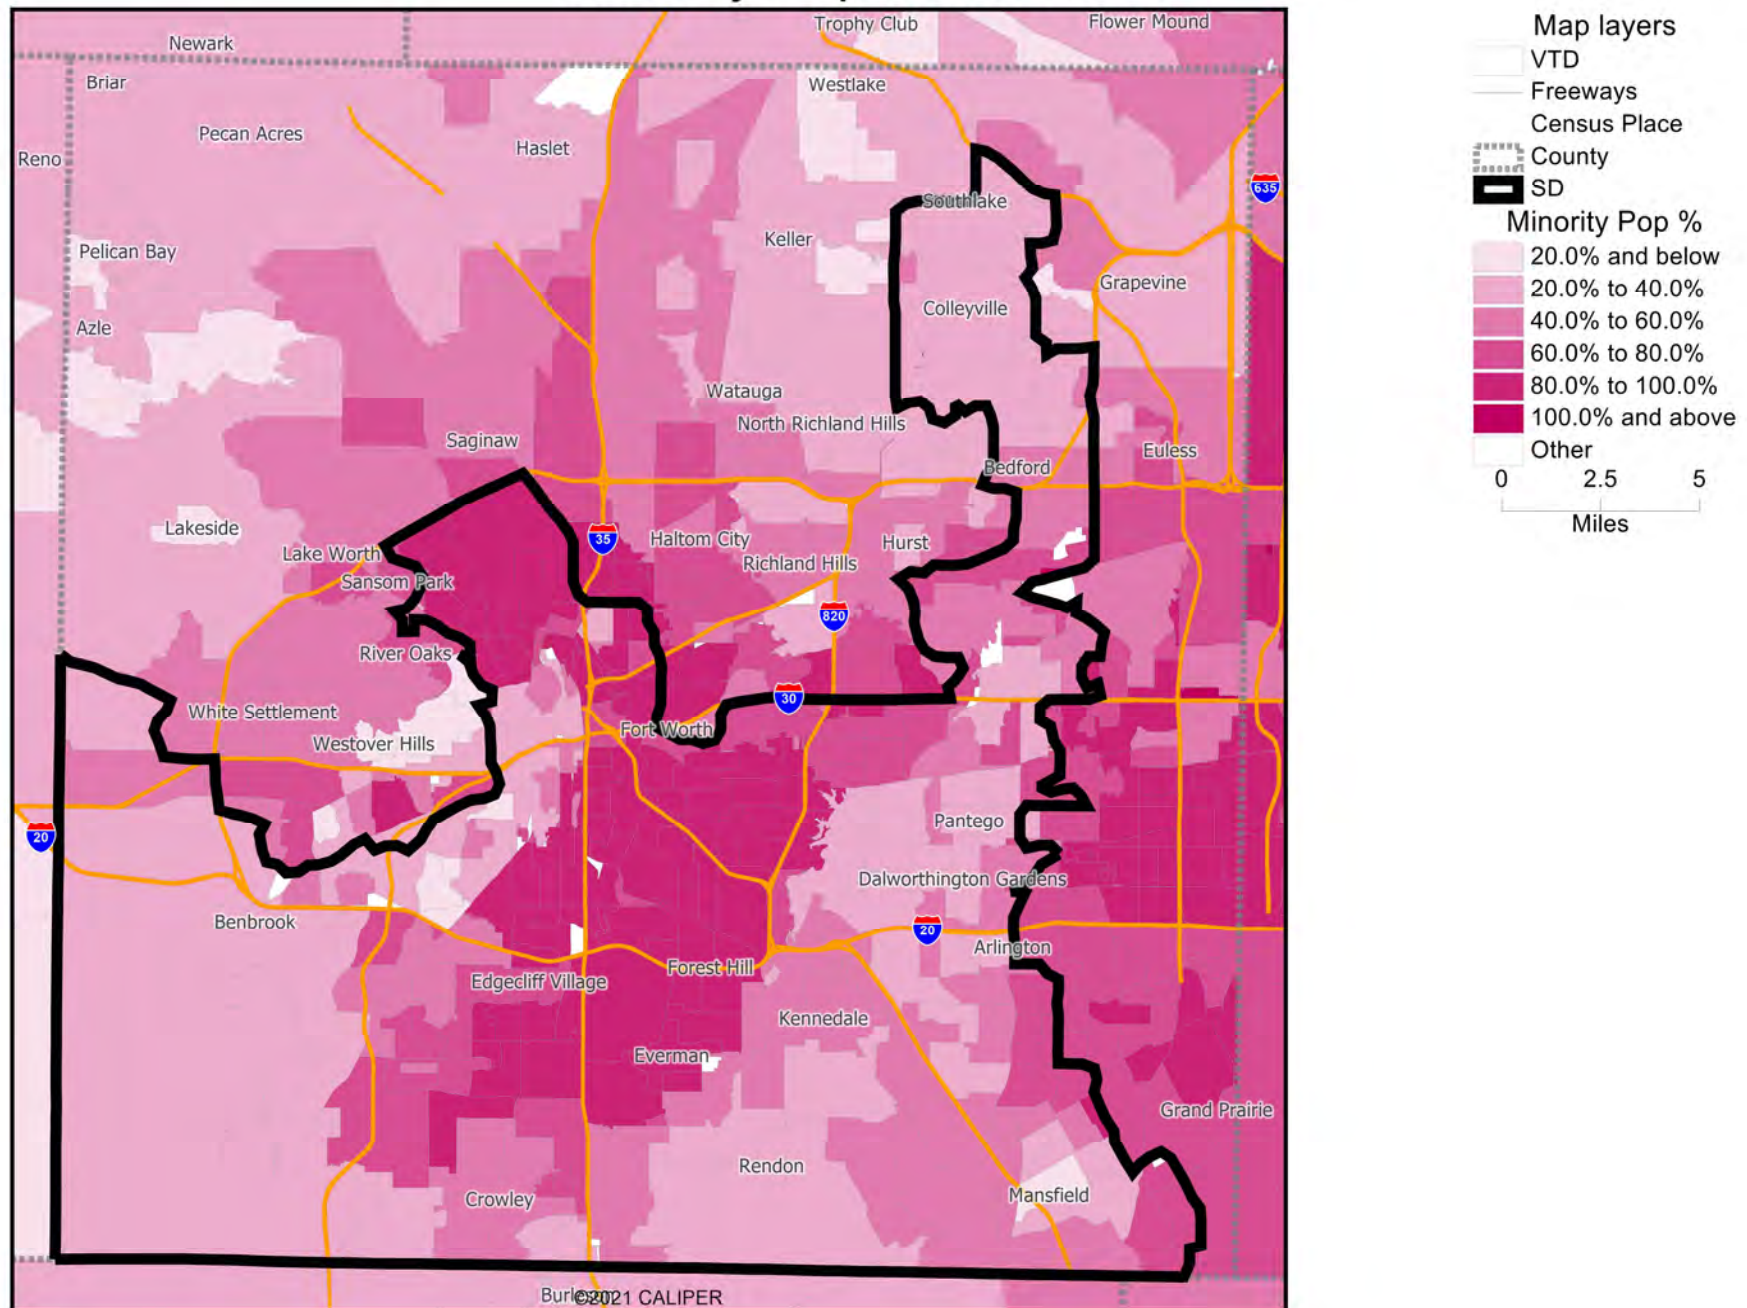 Trophy Club
Flower Mound
Newark
Briar
Westlake
Pecan Acres
Haslet
Reno
635
Southlake
Keller
Pelican Bay
Grapevine
Colleyville
Azle
Watauga
North Richland Hills
Saginaw
Euless
Bedford
Lakeside
35
Haltom City
Hurst
Lake Worth
Richland Hills
Sansom Park
820
River Oaks
30
White Settlement
Fort Worth
Westover Hills
20
Pantego
Dalworthington Gardens
Benbrook
20
Arlington
Forest Hill
Edgecliff Village
Kennedale
Everman
Grand Prairie
Rendon
Mansfield
Crowley
Burleson
©2021 CALIPER
Map layers
VTD
Freeways
Census Place
County
SD
Minority Pop %
20.0% and below
20.0% to 40.0%
40.0% to 60.0%
60.0% to 80.0%
80.0% to 100.0%
100.0% and above
Other
0 2.5 5
Miles